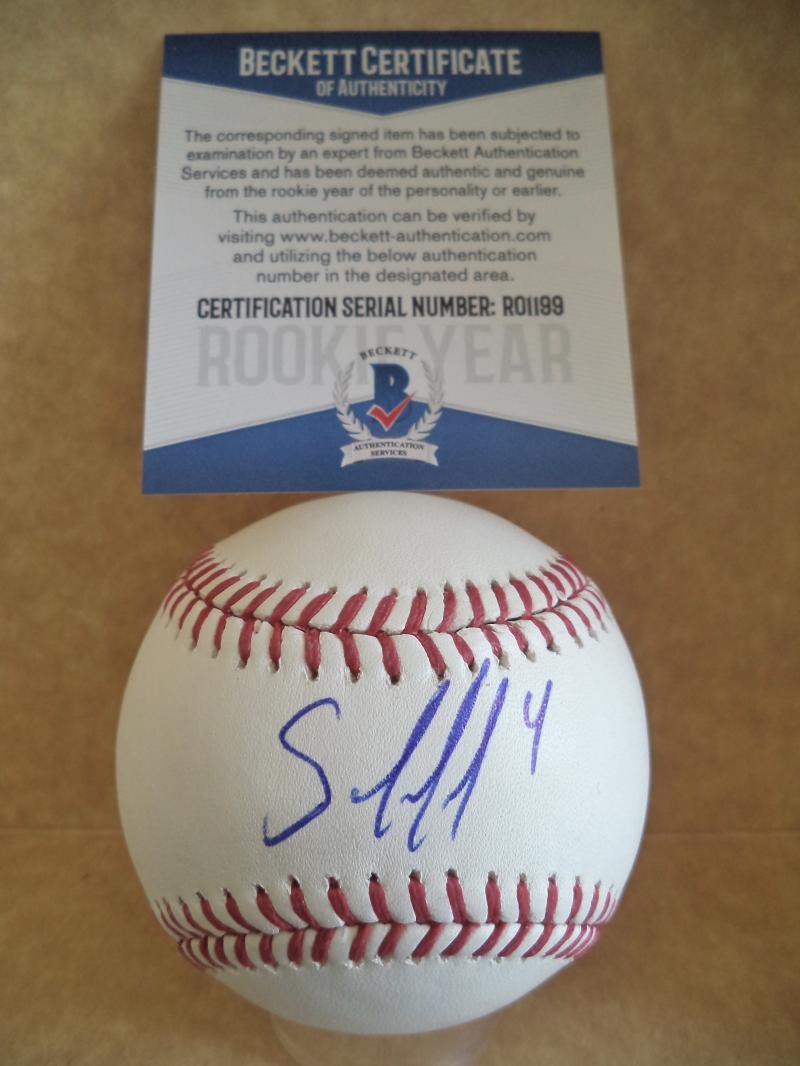 BECKETT CERTIFICATE
OF AUTHENTICITY
The corresponding signed item has been subjected to
examination by an expert from Beckett Authentication
Services and has been deemed authentic and genuine
from the rookie year of the personality or earlier.
This authentication can be verified by
visiting www.beckett-authentication.com
and utilizing the below authentication
number in the designated area.
CERTIFICATION SERIAL NUMBER: R01199
ROOKIE YEAR
BECKETT
B
AUTHENTICATION
SERVICES
4